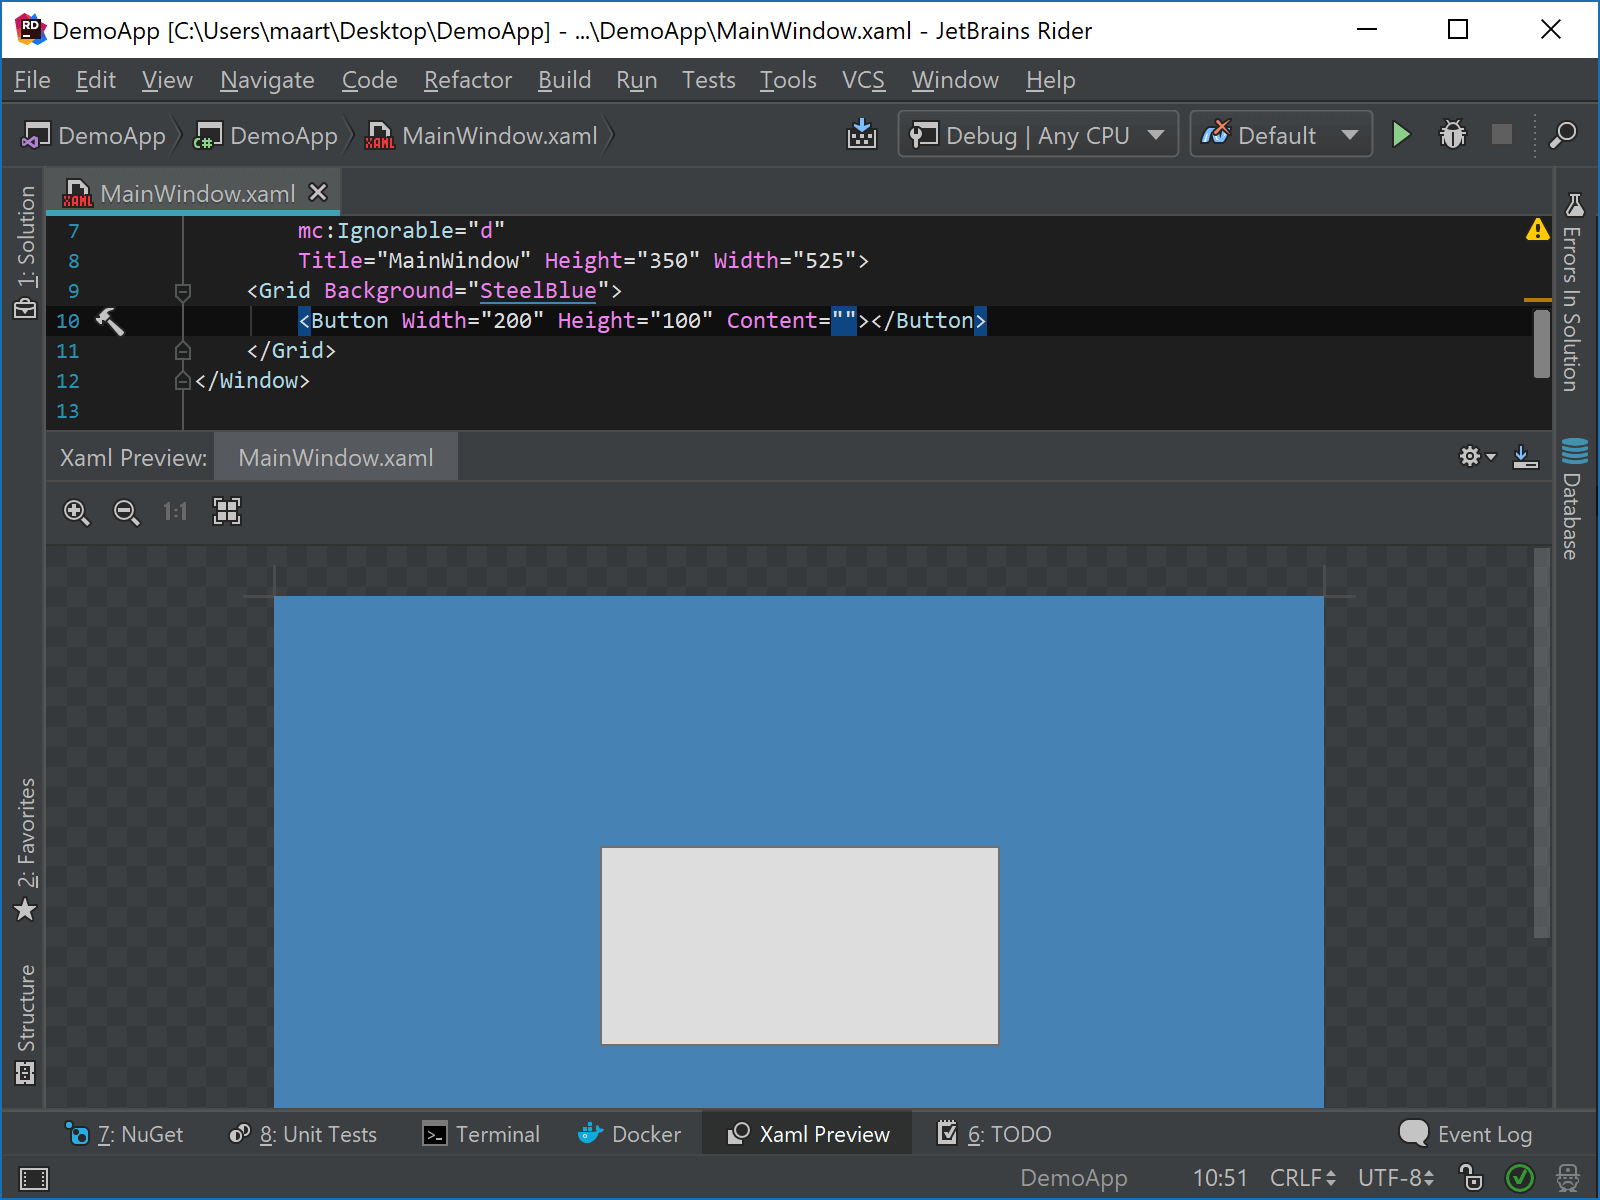 DemoApp [C:\Users\maart\Desktop\DemoApp] - ...\DemoApp\MainWindow.xaml - JetBrains Rider
File Edit View Navigate Code Refactor Build Run Tests Tools VCS Window Help
DemoApp DemoApp MainWindow.xaml Debug | Any CPU Default
MainWindow.xaml
1: Solution
7 mc:Ignorable="d"
8 Title="MainWindow" Height="350" Width="525">
9 <Grid Background="SteelBlue">
10 <Button Width="200" Height="100" Content=""></Button>
11 </Grid>
12 </Window>
13
Errors In Solution
Database
Xaml Preview: MainWindow.xaml
1:1
2: Favorites
Structure
7: NuGet 8: Unit Tests Terminal Docker Xaml Preview 6: TODO Event Log
DemoApp 10:51 CRLF UTF-8